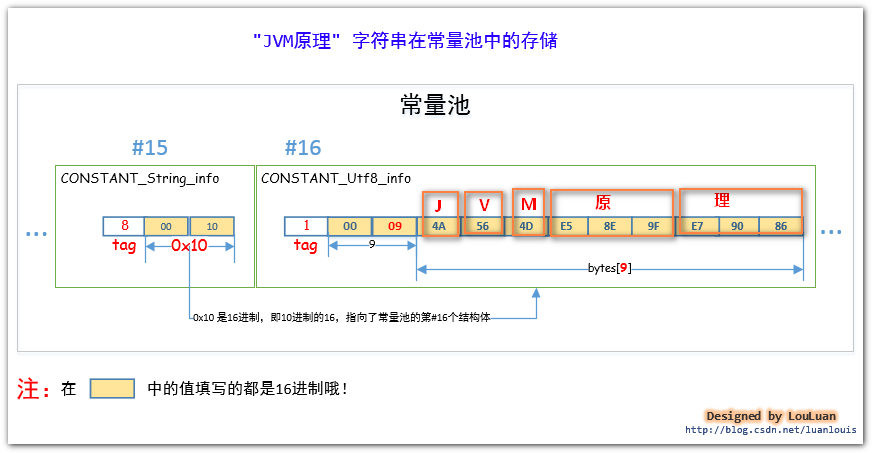 "JVM原理" 字符串在常量池中的存储
常量池
#15 #16
CONSTANT_String_info CONSTANT_Utf8_info
J V M 原 理
... 8 00 10 1 00 09 4A 56 4D E5 8E 9F E7 90 86 ...
tag 0x10 tag 9
bytes[9]
0x10 是16进制，即10进制的16，指向了常量池的第#16个结构体
注：在 中的值填写的都是16进制哦！
Designed by LouLuan
http://blog.csdn.net/luanlouis